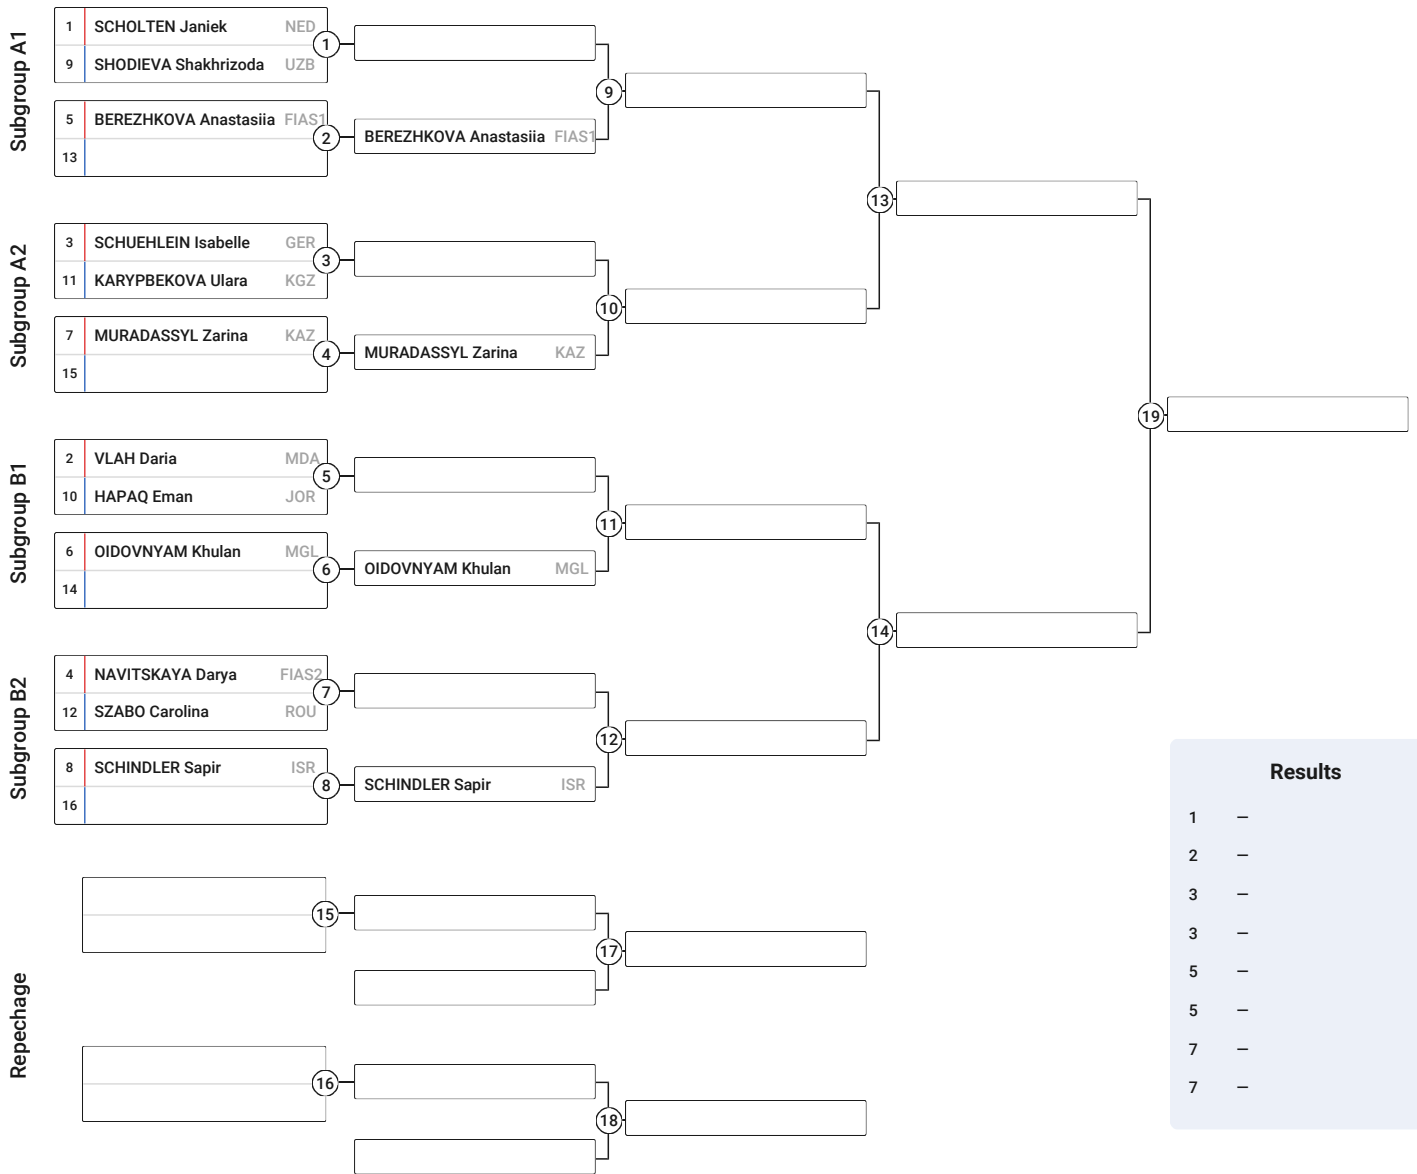 Subgroup A1
1 SCHOLTEN Janiek NED
9 SHODIEVA Shakhrizoda UZB
1
5 BEREZHKOVA Anastasiia FIAS1
13
2
BEREZHKOVA Anastasiia FIAS1
9
Subgroup A2
3 SCHUEHLEIN Isabelle GER
11 KARYPBEKOVA Ulara KGZ
3
7 MURADASSYL Zarina KAZ
15
4
MURADASSYL Zarina KAZ
10
13
Subgroup B1
2 VLAH Daria MDA
10 HAPAQ Eman JOR
5
6 OIDOVNYAM Khulan MGL
14
6
OIDOVNYAM Khulan MGL
11
Subgroup B2
4 NAVITSKAYA Darya FIAS2
12 SZABO Carolina ROU
7
8 SCHINDLER Sapir ISR
16
8
SCHINDLER Sapir ISR
12
14
19
Repechage
15
17
16
18
Results
1 –
2 –
3 –
3 –
5 –
5 –
7 –
7 –